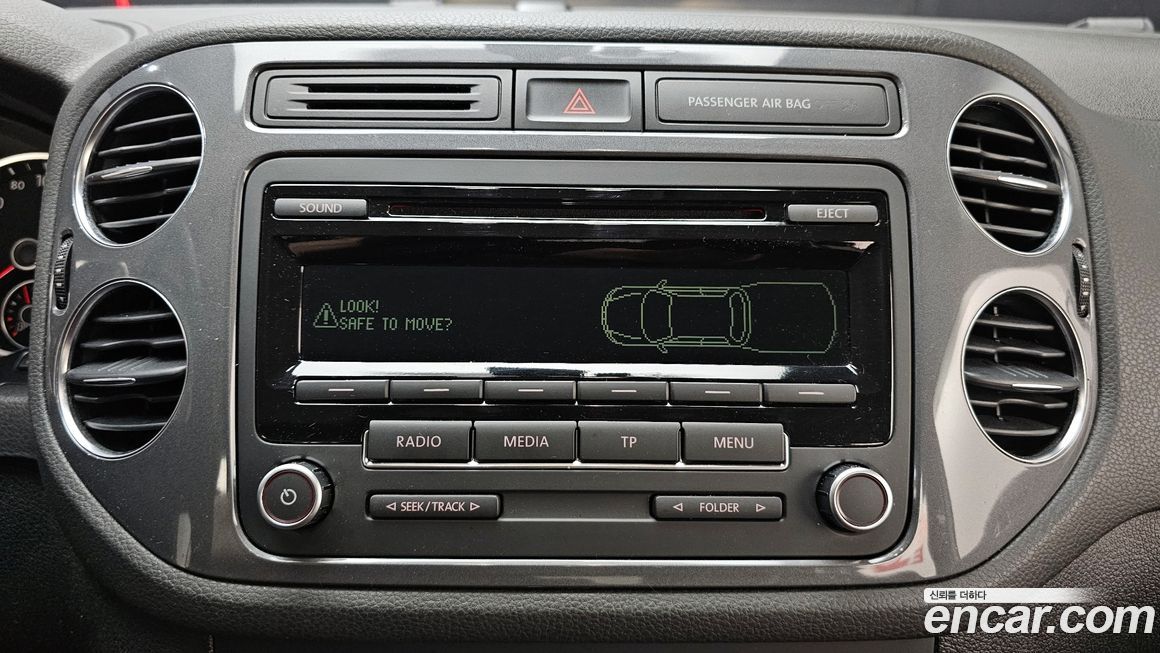 PASSENGER AIR BAG
80
SOUND
EJECT
LOOK!
SAFE TO MOVE?
RADIO
MEDIA
TP
MENU
SEEK/TRACK
FOLDER
신뢰를 더하다
encar.com